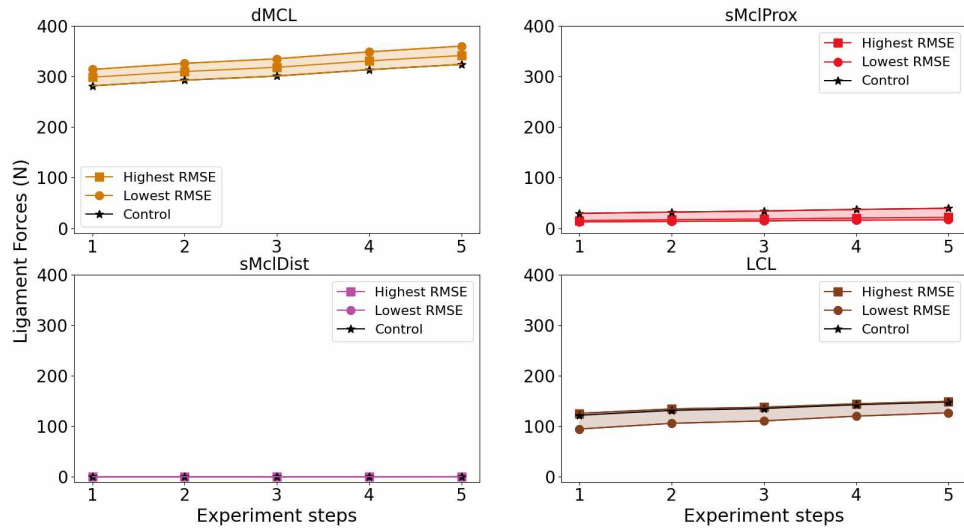 dMCL
400
300
200
100
0
Highest RMSE
Lowest RMSE
Control
1 2 3 4 5
sMclProx
400
300
200
100
0
Highest RMSE
Lowest RMSE
Control
1 2 3 4 5
Ligament Forces (N)
sMclDist
400
300
200
100
0
Highest RMSE
Lowest RMSE
Control
1 2 3 4 5
Experiment steps
LCL
400
300
200
100
0
Highest RMSE
Lowest RMSE
Control
1 2 3 4 5
Experiment steps